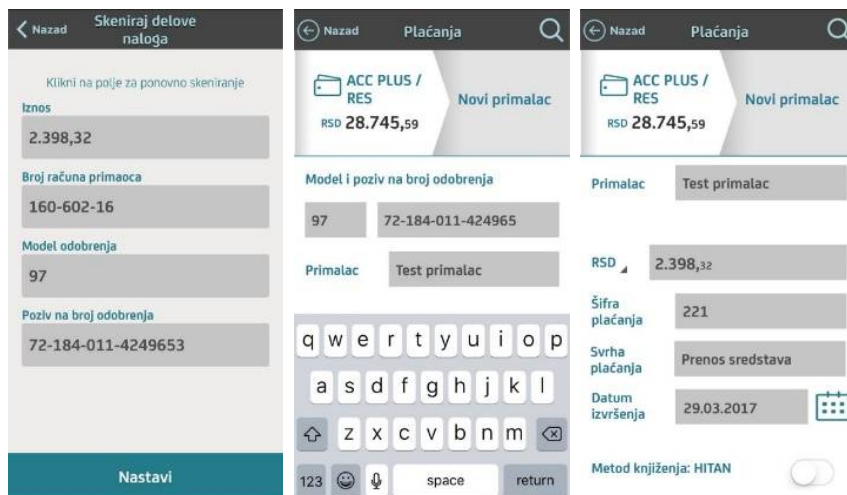 Nazad
Skeniraj delove
naloga
Klikni na polje za ponovno skeniranje
Iznos
2.398,32
Broj računa primaoca
160-602-16
Model odobrenja
97
Poziv na broj odobrenja
72-184-011-4249653
Nastavi
Nazad
Plaćanja
ACC PLUS /
RES
RSD 28.745,59
Novi primalac
Model i poziv na broj odobrenja
97
72-184-011-424965
Primalac
Test primalac
q w e r t y u i o p
a s d f g h j k l
z x c v b n m
123
space
return
Nazad
Plaćanja
ACC PLUS /
RES
RSD 28.745,59
Novi primalac
Primalac
Test primalac
RSD
2.398,32
Šifra
plaćanja
221
Svrha
plaćanja
Prenos sredstava
Datum
izvršenja
29.03.2017
Metod knjiženja: HITAN